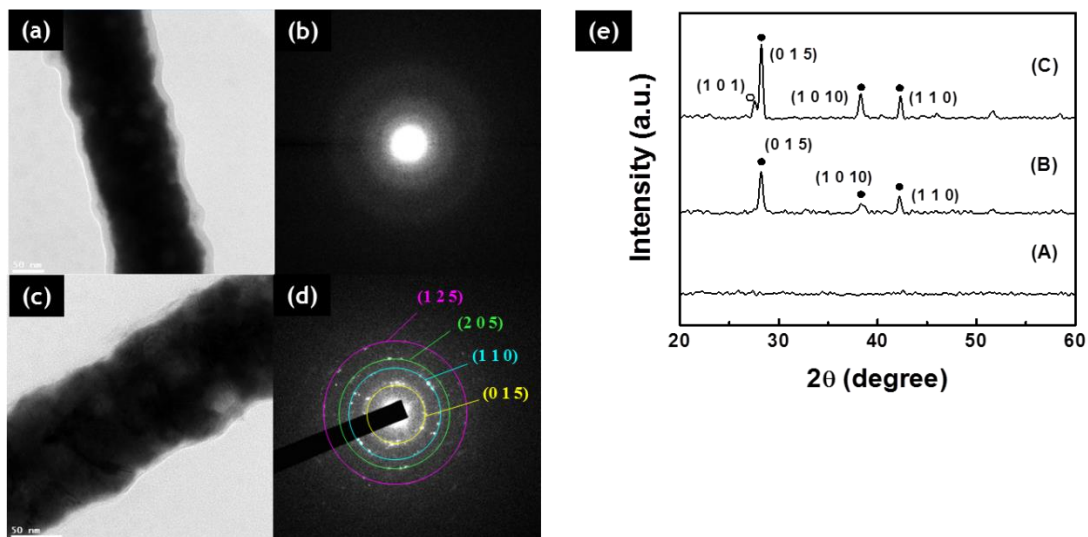 (a)
50 nm
(b)
(c)
50 nm
(d)
(1 2 5)
(2 0 5)
(1 1 0)
(0 1 5)
(e)
Intensity (a.u.)
(1 0 1)
(0 1 5)
(1 0 10)
(1 1 0)
(C)
(0 1 5)
(1 0 10)
(1 1 0)
(B)
(A)
20 30 40 50 60
2θ (degree)